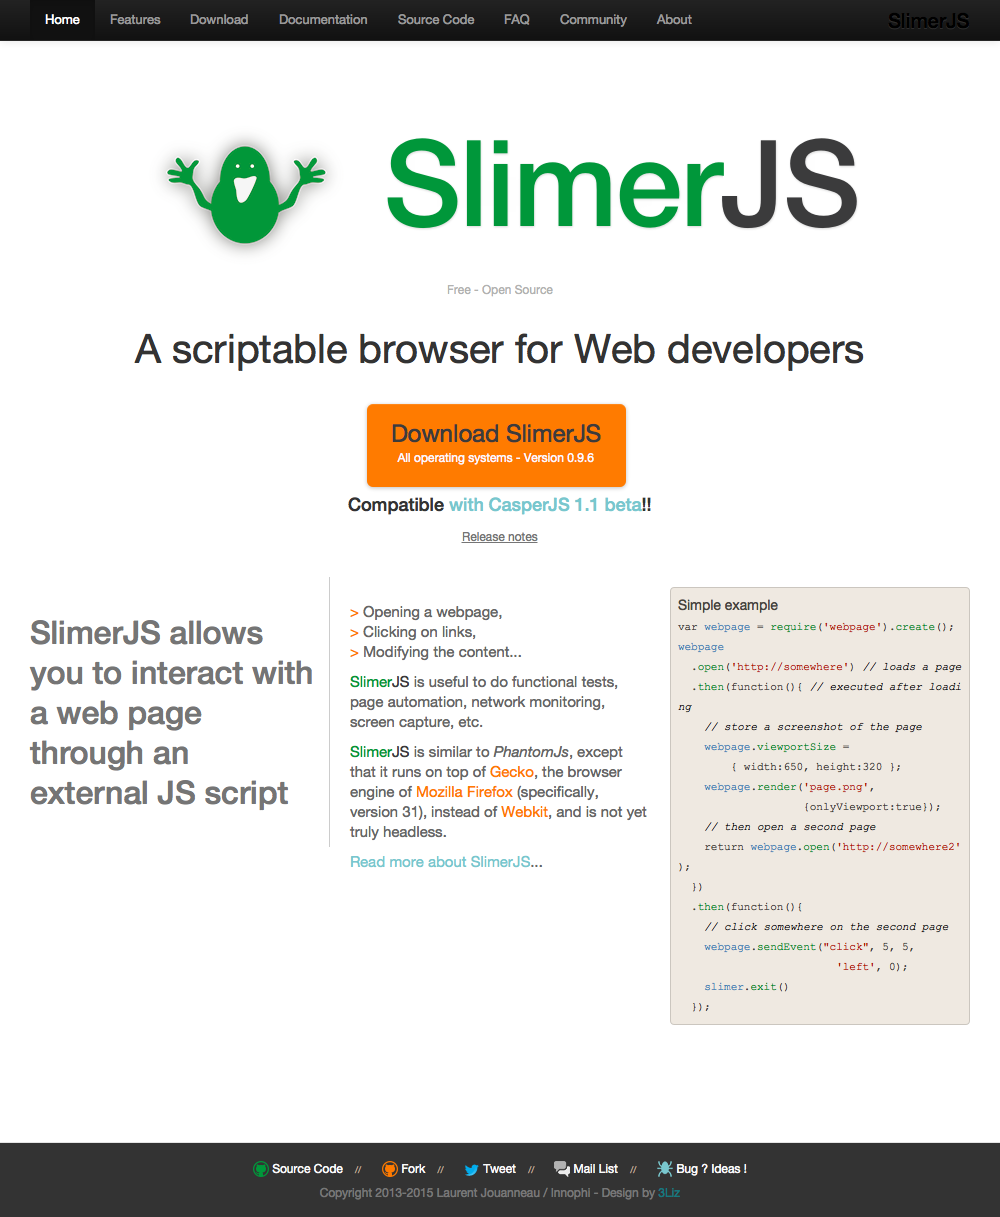 Home Features Download Documentation Source Code FAQ Community About SlimerJS
SlimerJS
Free - Open Source
A scriptable browser for Web developers
Download SlimerJS
All operating systems - Version 0.9.6
Compatible with CasperJS 1.1 beta!!
Release notes
SlimerJS allows
you to interact with
a web page
through an
external JS script
> Opening a webpage,
> Clicking on links,
> Modifying the content...
SlimerJS is useful to do functional tests,
page automation, network monitoring,
screen capture, etc.
SlimerJS is similar to PhantomJs, except
that it runs on top of Gecko, the browser
engine of Mozilla Firefox (specifically,
version 31), instead of Webkit, and is not yet
truly headless.
Read more about SlimerJS...
Simple example
var webpage = require('webpage').create();
webpage
  .open('http://somewhere') // loads a page
  .then(function(){ // executed after loadi
ng
    // store a screenshot of the page
    webpage.viewportSize =
        { width:650, height:320 };
    webpage.render('page.png',
                   {onlyViewport:true});
    // then open a second page
    return webpage.open('http://somewhere2'
);
  })
  .then(function(){
    // click somewhere on the second page
    webpage.sendEvent("click", 5, 5,
                        'left', 0);
    slimer.exit()
  });
Source Code // Fork // Tweet // Mail List // Bug ? Ideas !
Copyright 2013-2015 Laurent Jouanneau / Innophi - Design by 3Liz